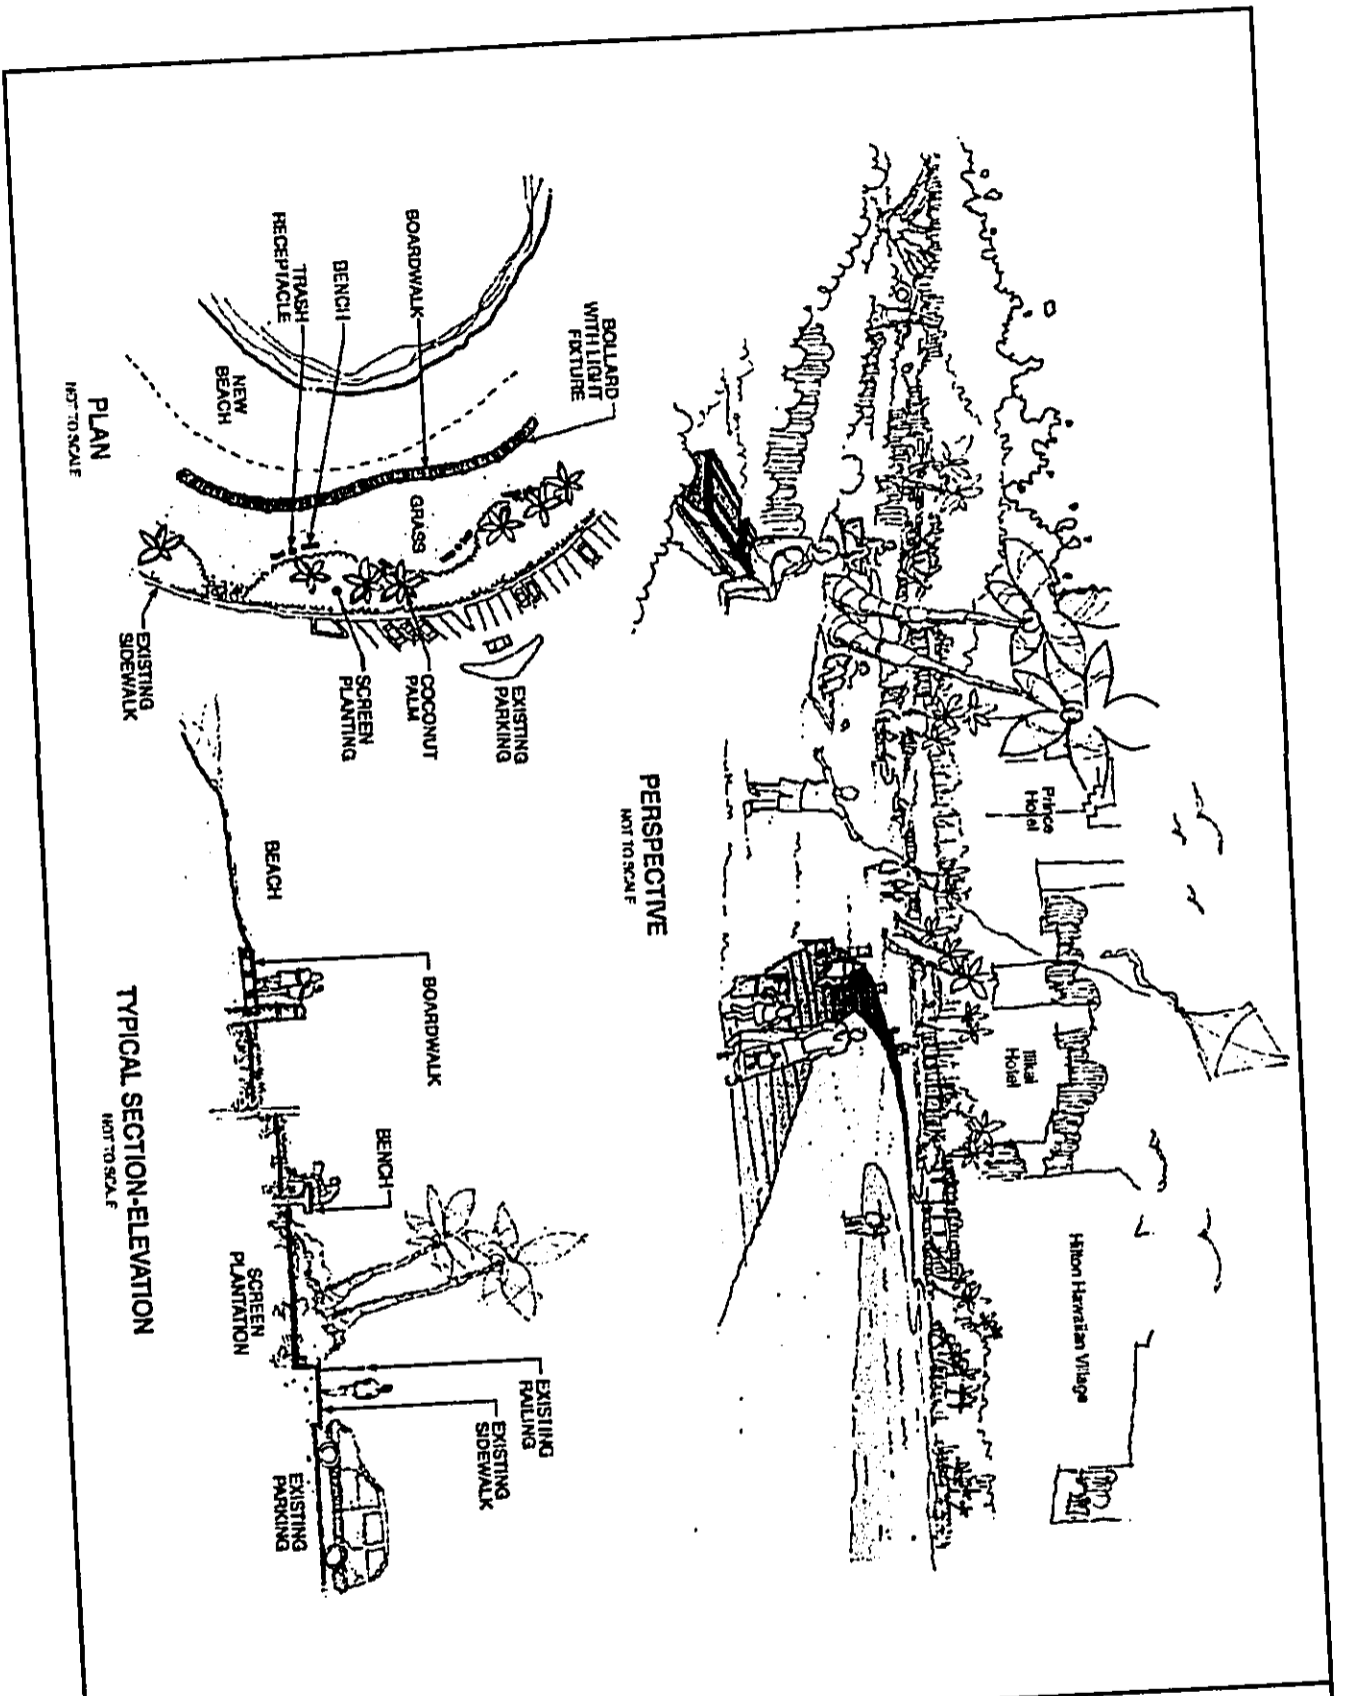 Prince
Hotel
Ilikai
Hotel
Hilton Hawaiian Village
PERSPECTIVE
NOT TO SCALE
BOLLARD
WITH LIGHT
FIXTURE
BOARDWALK
BENCH
TRASH
RECEPTACLE
NEW
BEACH
GRASS
EXISTING
PARKING
COCONUT
PALM
SCREEN
PLANTING
EXISTING
SIDEWALK
PLAN
NOT TO SCALE
EXISTING
RAILING
EXISTING
SIDEWALK
BOARDWALK
BENCH
BEACH
SCREEN
PLANTATION
EXISTING
PARKING
TYPICAL SECTION-ELEVATION
NOT TO SCALE